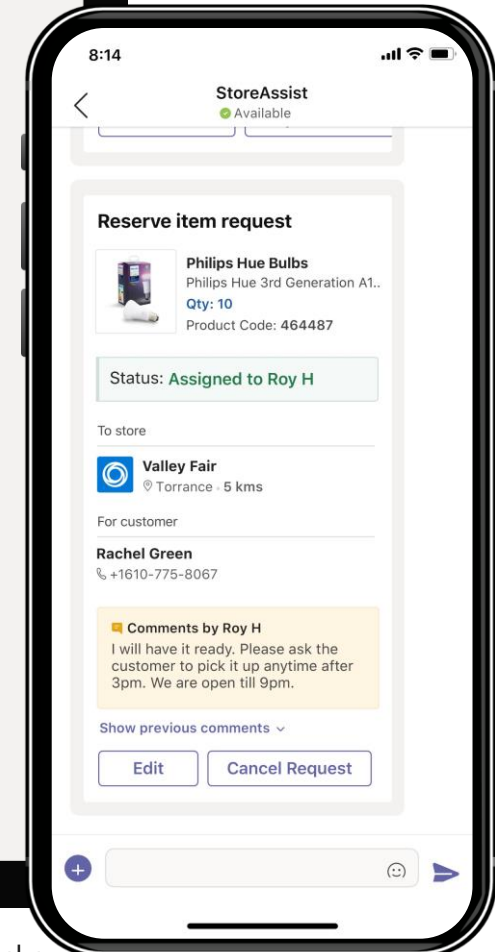 8:14
StoreAssist
Available
Reserve item request
Philips Hue Bulbs
Philips Hue 3rd Generation A1..
Qty: 10
Product Code: 464487
Status: Assigned to Roy H
To store
Valley Fair
Torrance · 5 kms
For customer
Rachel Green
+1610-775-8067
Comments by Roy H
I will have it ready. Please ask the
customer to pick it up anytime after
3pm. We are open till 9pm.
Show previous comments
Edit
Cancel Request